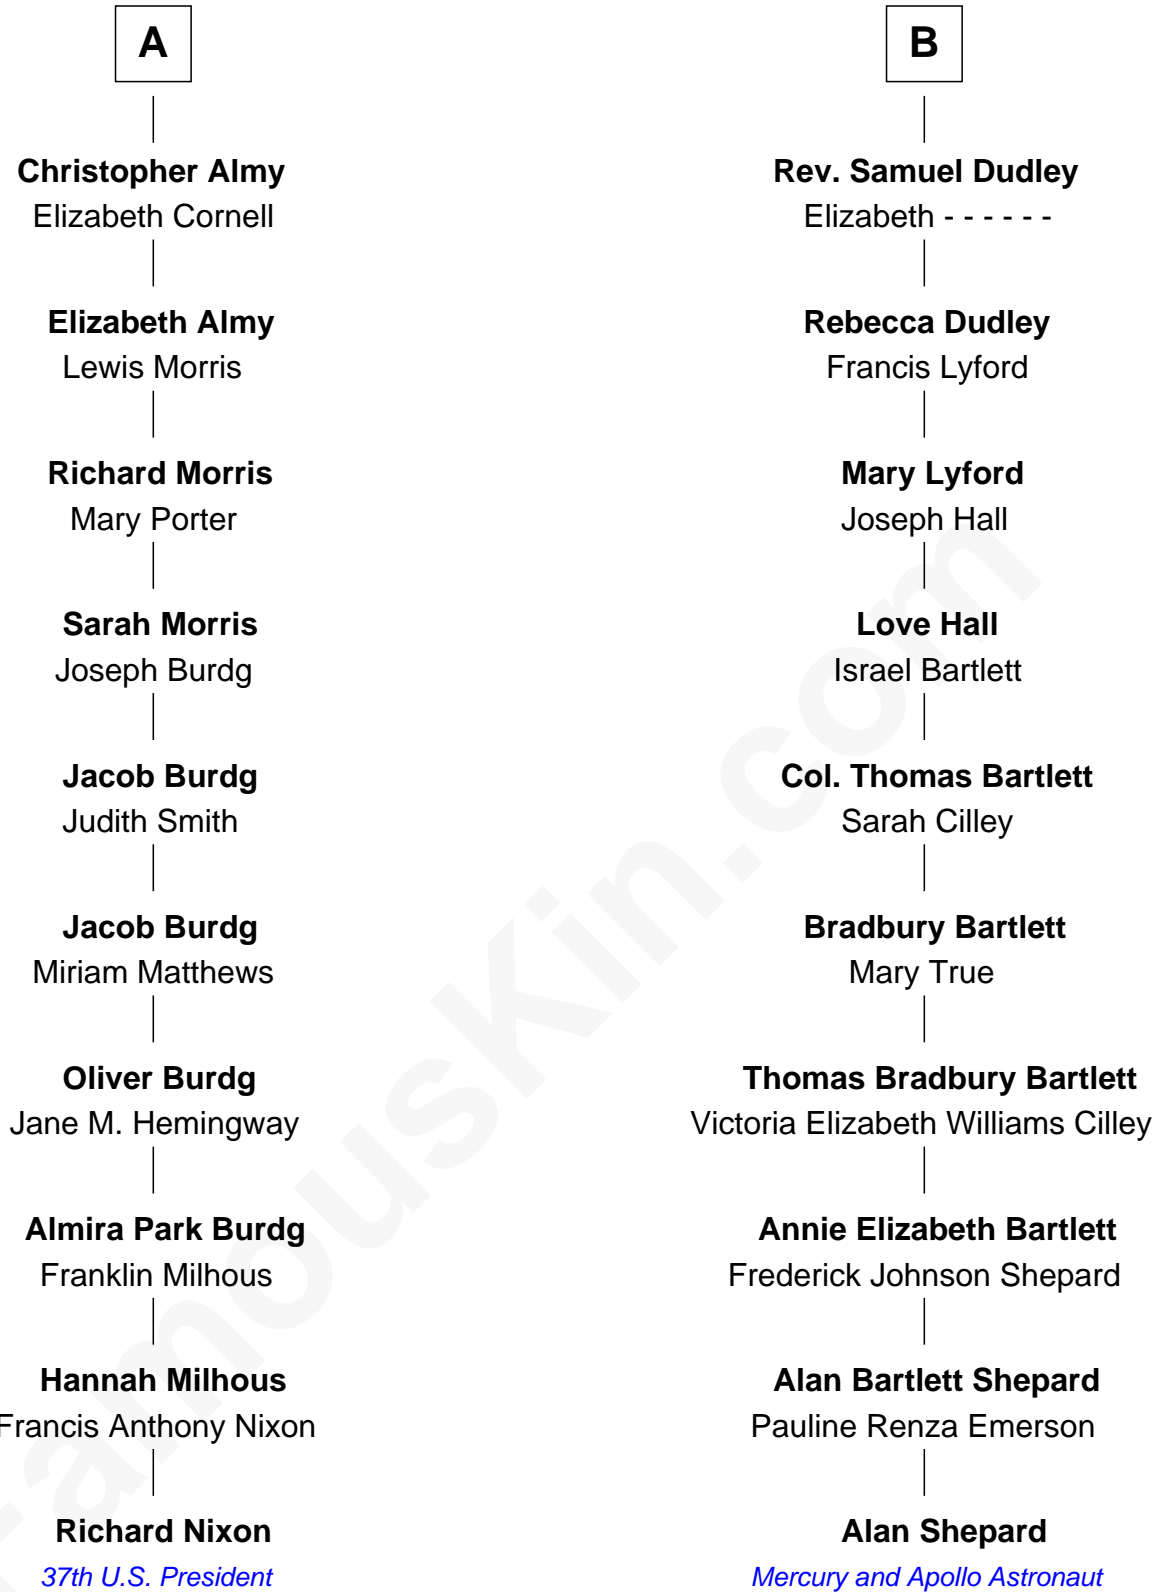 A
Christopher Almy
Elizabeth Cornell
Elizabeth Almy
Lewis Morris
Richard Morris
Mary Porter
Sarah Morris
Joseph Burdg
Jacob Burdg
Judith Smith
Jacob Burdg
Miriam Matthews
Oliver Burdg
Jane M. Hemingway
Almira Park Burdg
Franklin Milhous
Hannah Milhous
Francis Anthony Nixon
Richard Nixon
37th U.S. President
B
Rev. Samuel Dudley
Elizabeth - - - - - -
Rebecca Dudley
Francis Lyford
Mary Lyford
Joseph Hall
Love Hall
Israel Bartlett
Col. Thomas Bartlett
Sarah Cilley
Bradbury Bartlett
Mary True
Thomas Bradbury Bartlett
Victoria Elizabeth Williams Cilley
Annie Elizabeth Bartlett
Frederick Johnson Shepard
Alan Bartlett Shepard
Pauline Renza Emerson
Alan Shepard
Mercury and Apollo Astronaut
FamousKin.com